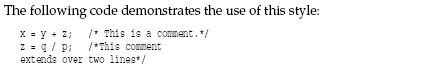 The following code demonstrates the use of this style:
x = y + z;   /* This is a comment.*/
z = q / p;   /*This comment
extends over two lines*/